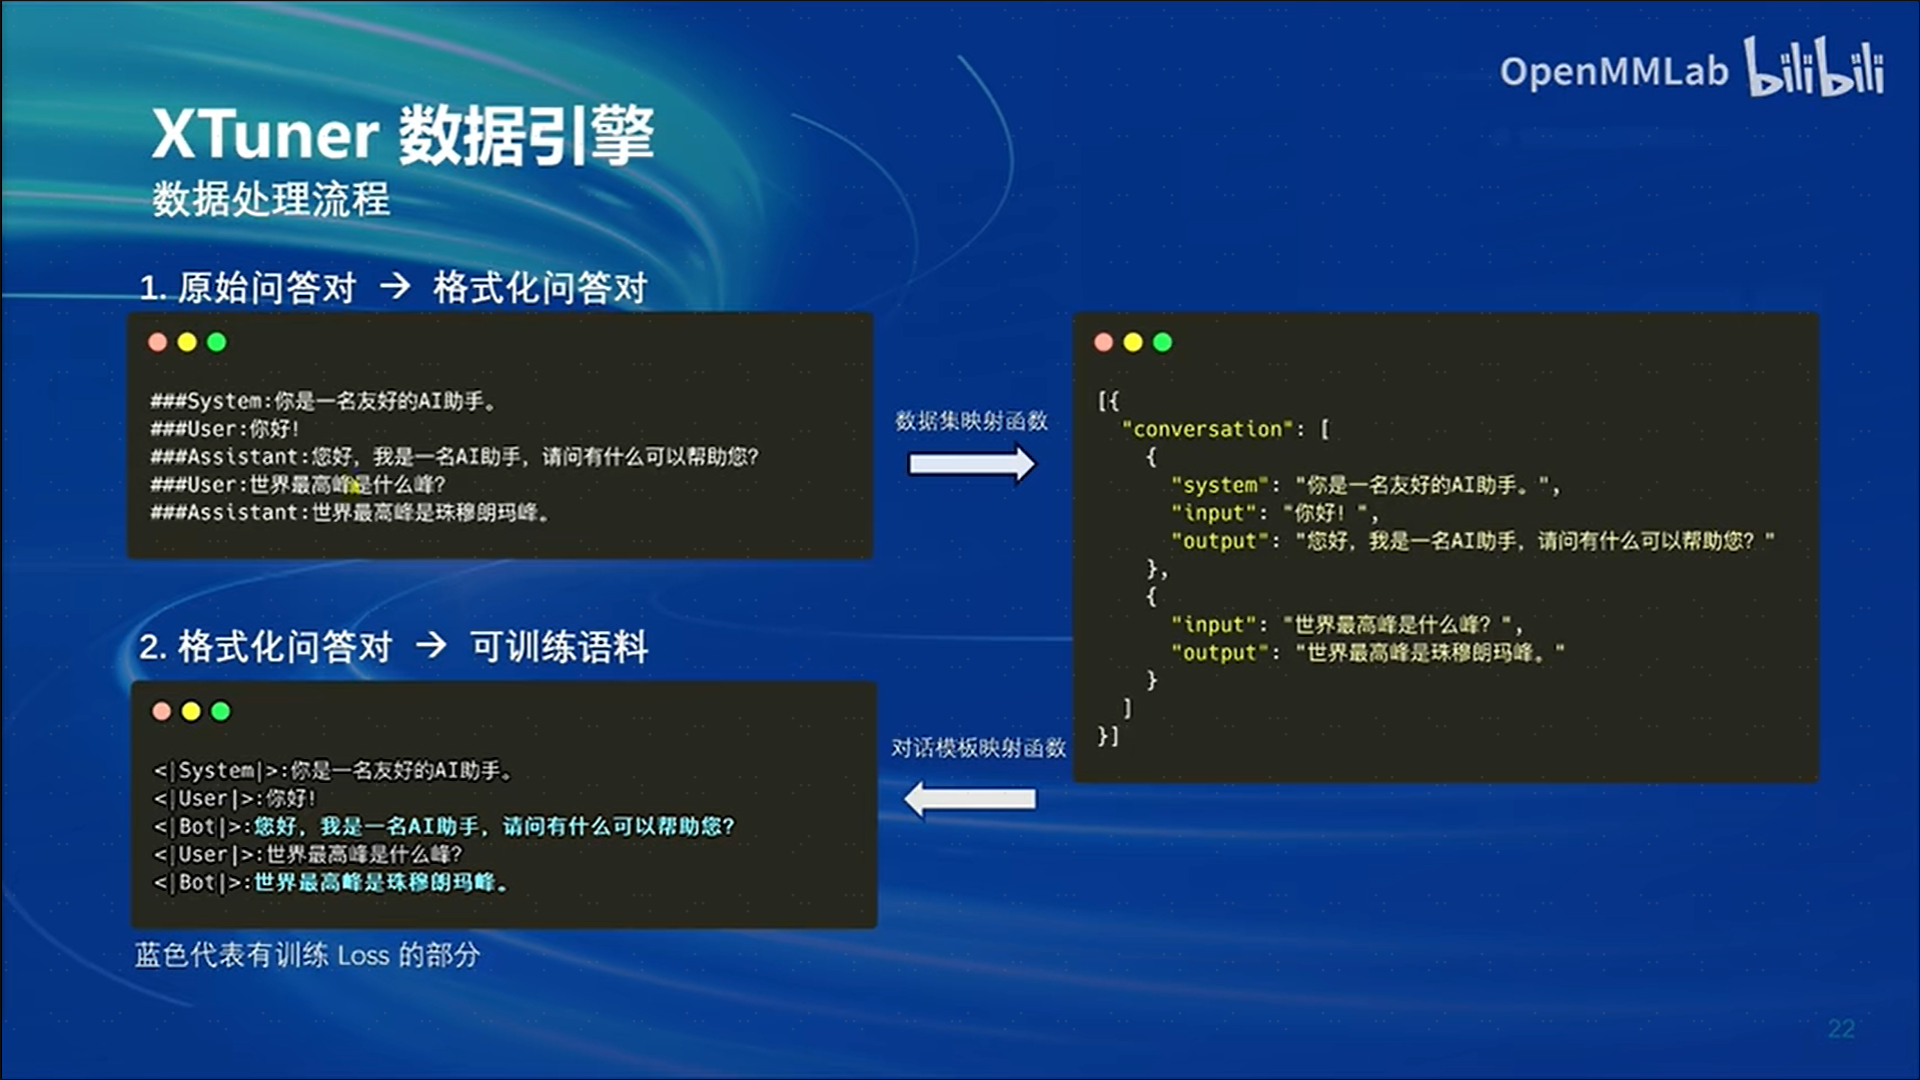 OpenMMLab bilibili
XTuner 数据引擎
数据处理流程
1. 原始问答对 → 格式化问答对
###System:你是一名友好的AI助手。
###User:你好!
###Assistant:您好, 我是一名AI助手, 请问有什么可以帮助您?
###User:世界最高峰是什么峰?
###Assistant:世界最高峰是珠穆朗玛峰。
数据集映射函数
[{
"conversation": [
{
"system": "你是一名友好的AI助手。",
"input": "你好! ",
"output": "您好, 我是一名AI助手, 请问有什么可以帮助您? "
},
{
"input": "世界最高峰是什么峰? ",
"output": "世界最高峰是珠穆朗玛峰。"
}
]
}]
2. 格式化问答对 → 可训练语料
对话模板映射函数
<|System|>:你是一名友好的AI助手。
<|User|>:你好!
<|Bot|>:您好, 我是一名AI助手, 请问有什么可以帮助您?
<|User|>:世界最高峰是什么峰?
<|Bot|>:世界最高峰是珠穆朗玛峰。
蓝色代表有训练 Loss 的部分
22